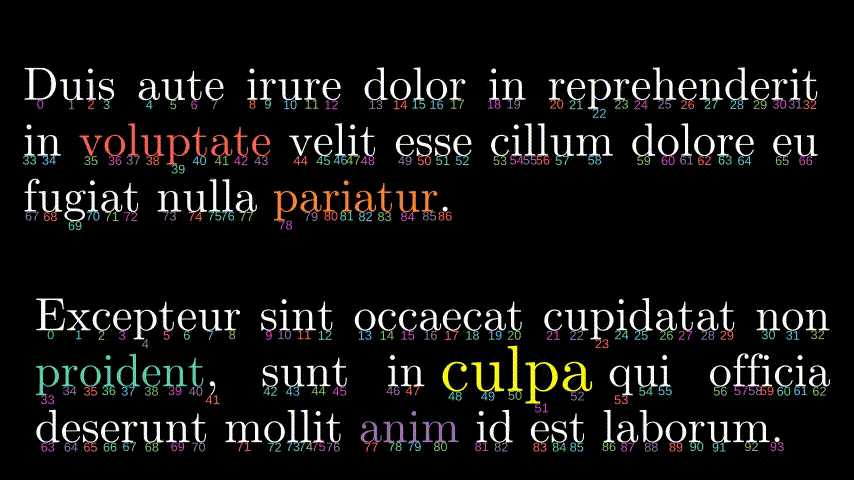 Duis aute irure dolor in reprehenderit
in voluptate velit esse cillum dolore eu
fugiat nulla pariatur.
Excepteur sint occaecat cupidatat non
proident, sunt in culpa qui officia
deserunt mollit anim id est laborum.